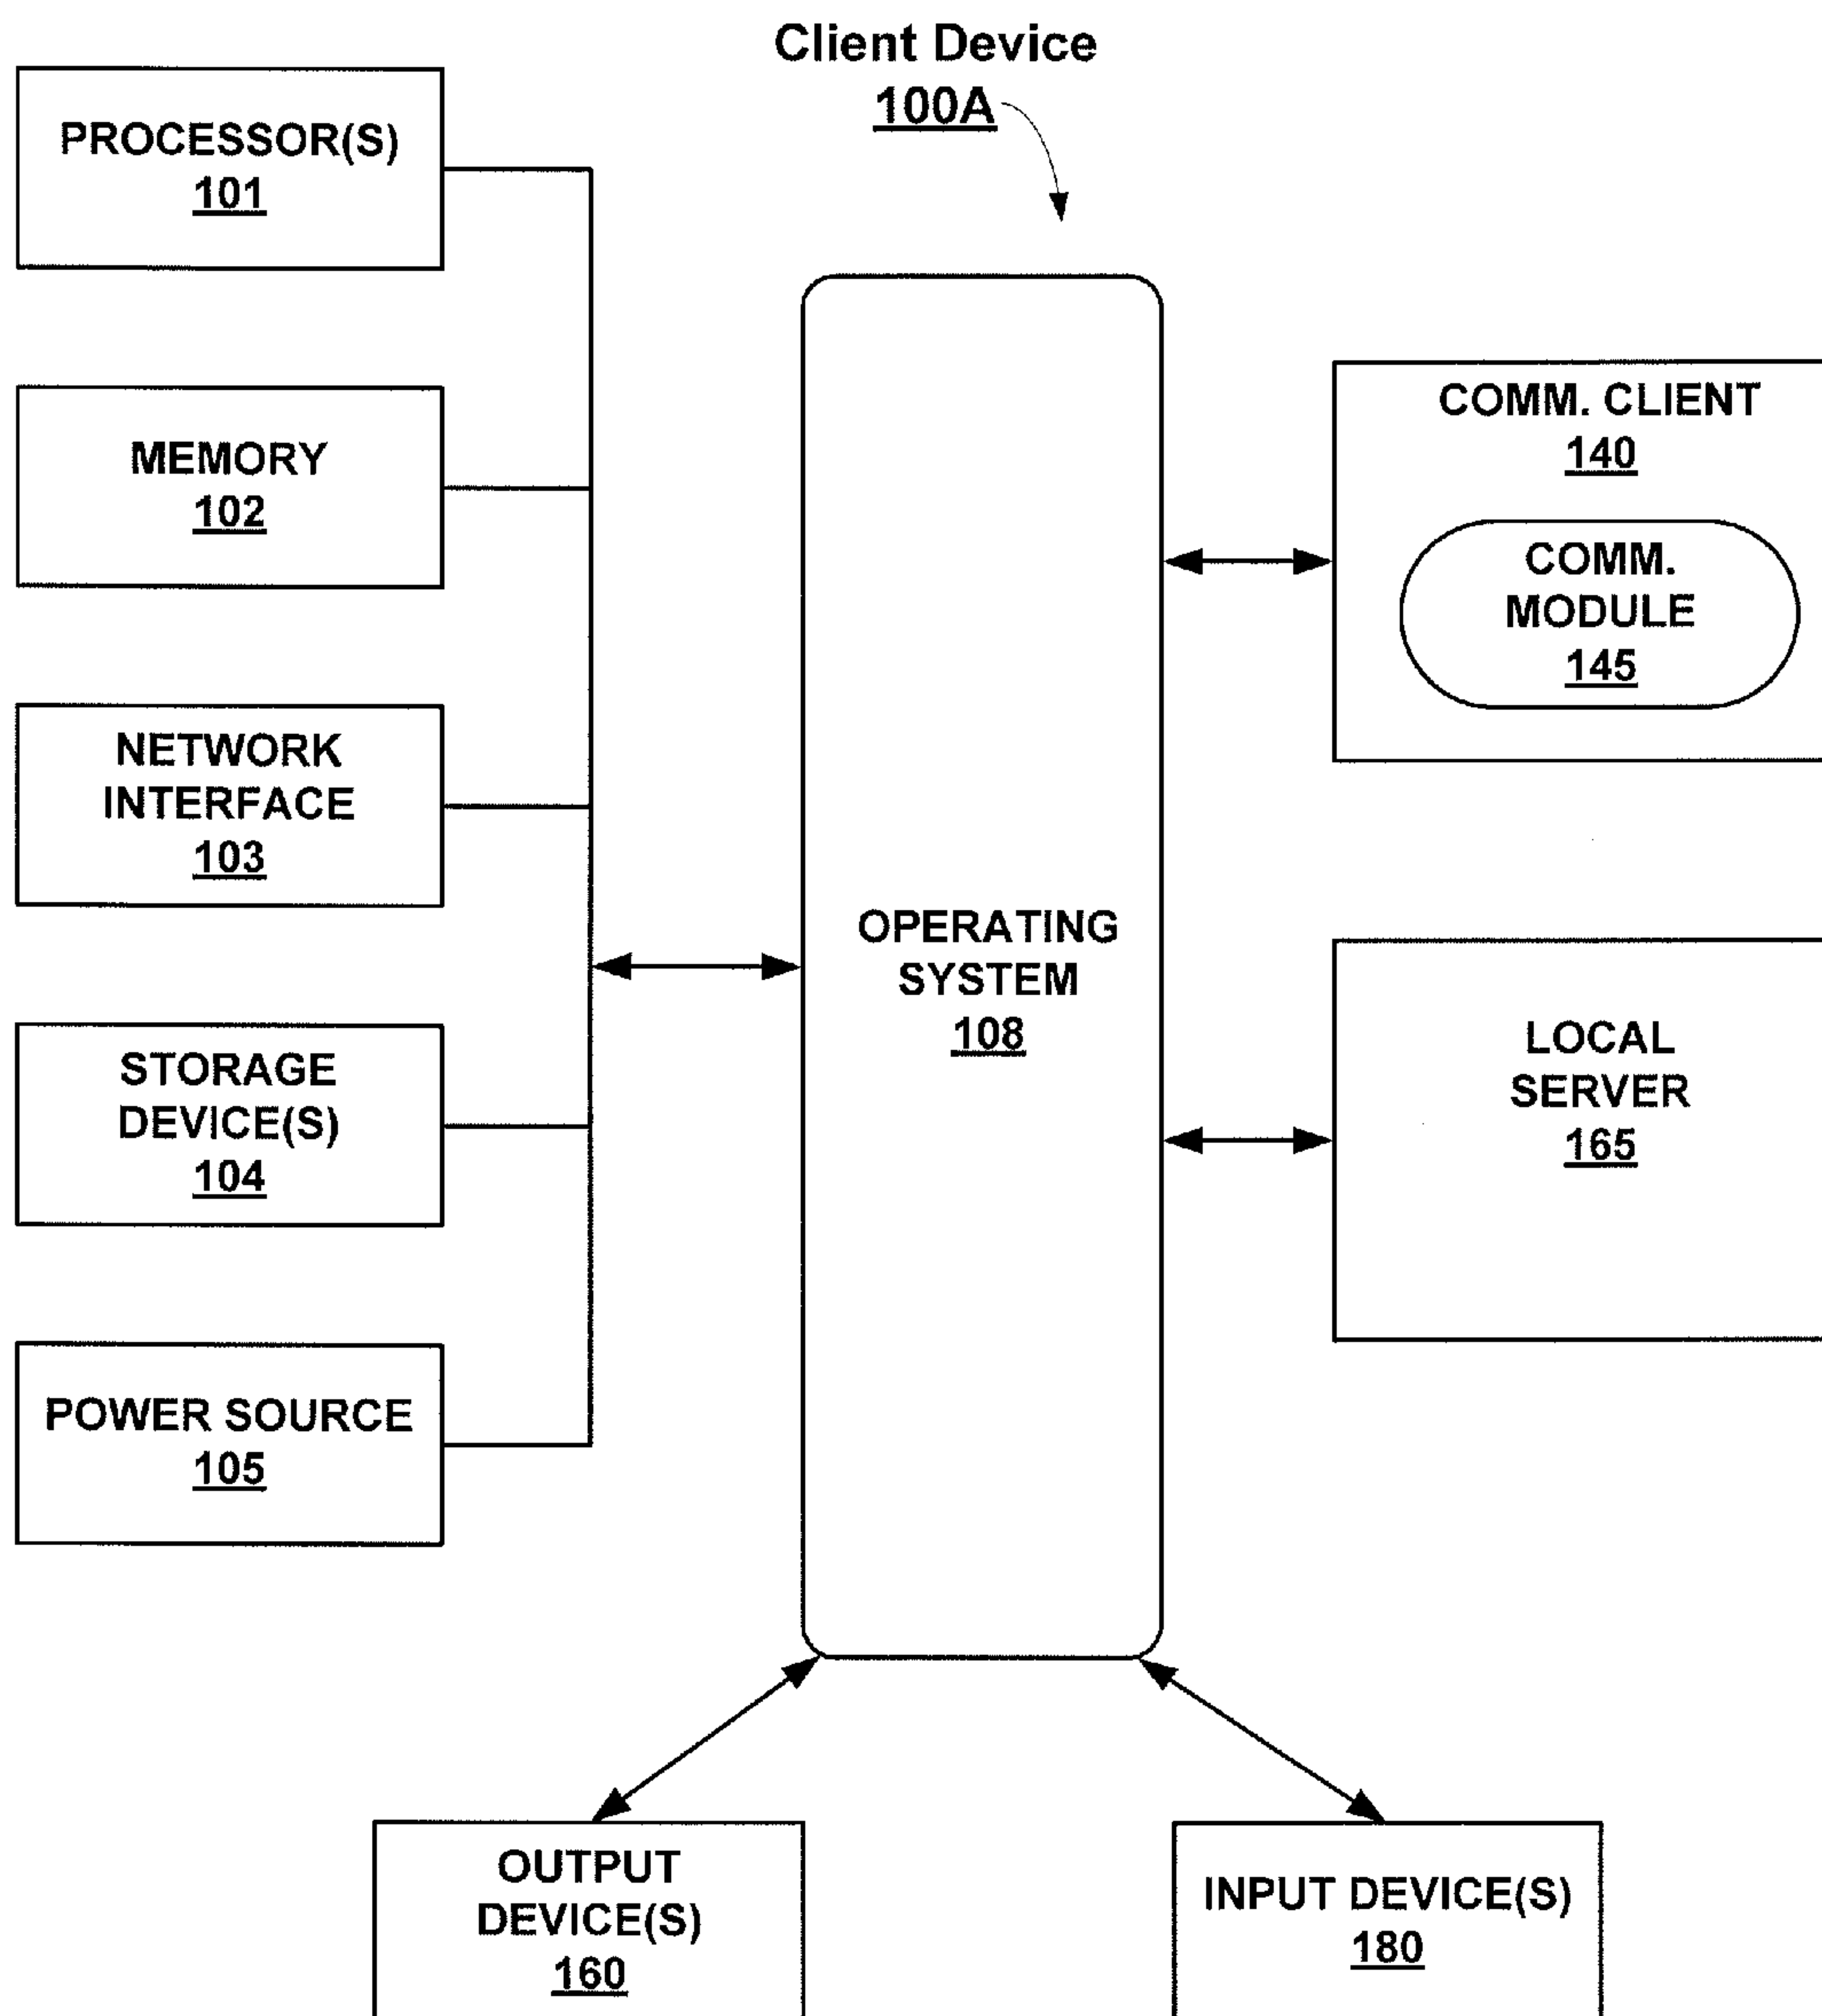 Client Device
100A
PROCESSOR(S)
101
MEMORY
102
NETWORK
INTERFACE
103
STORAGE
DEVICE(S)
104
POWER SOURCE
105
OPERATING
SYSTEM
108
COMM. CLIENT
140
COMM.
MODULE
145
LOCAL
SERVER
165
OUTPUT
DEVICE(S)
160
INPUT DEVICE(S)
180